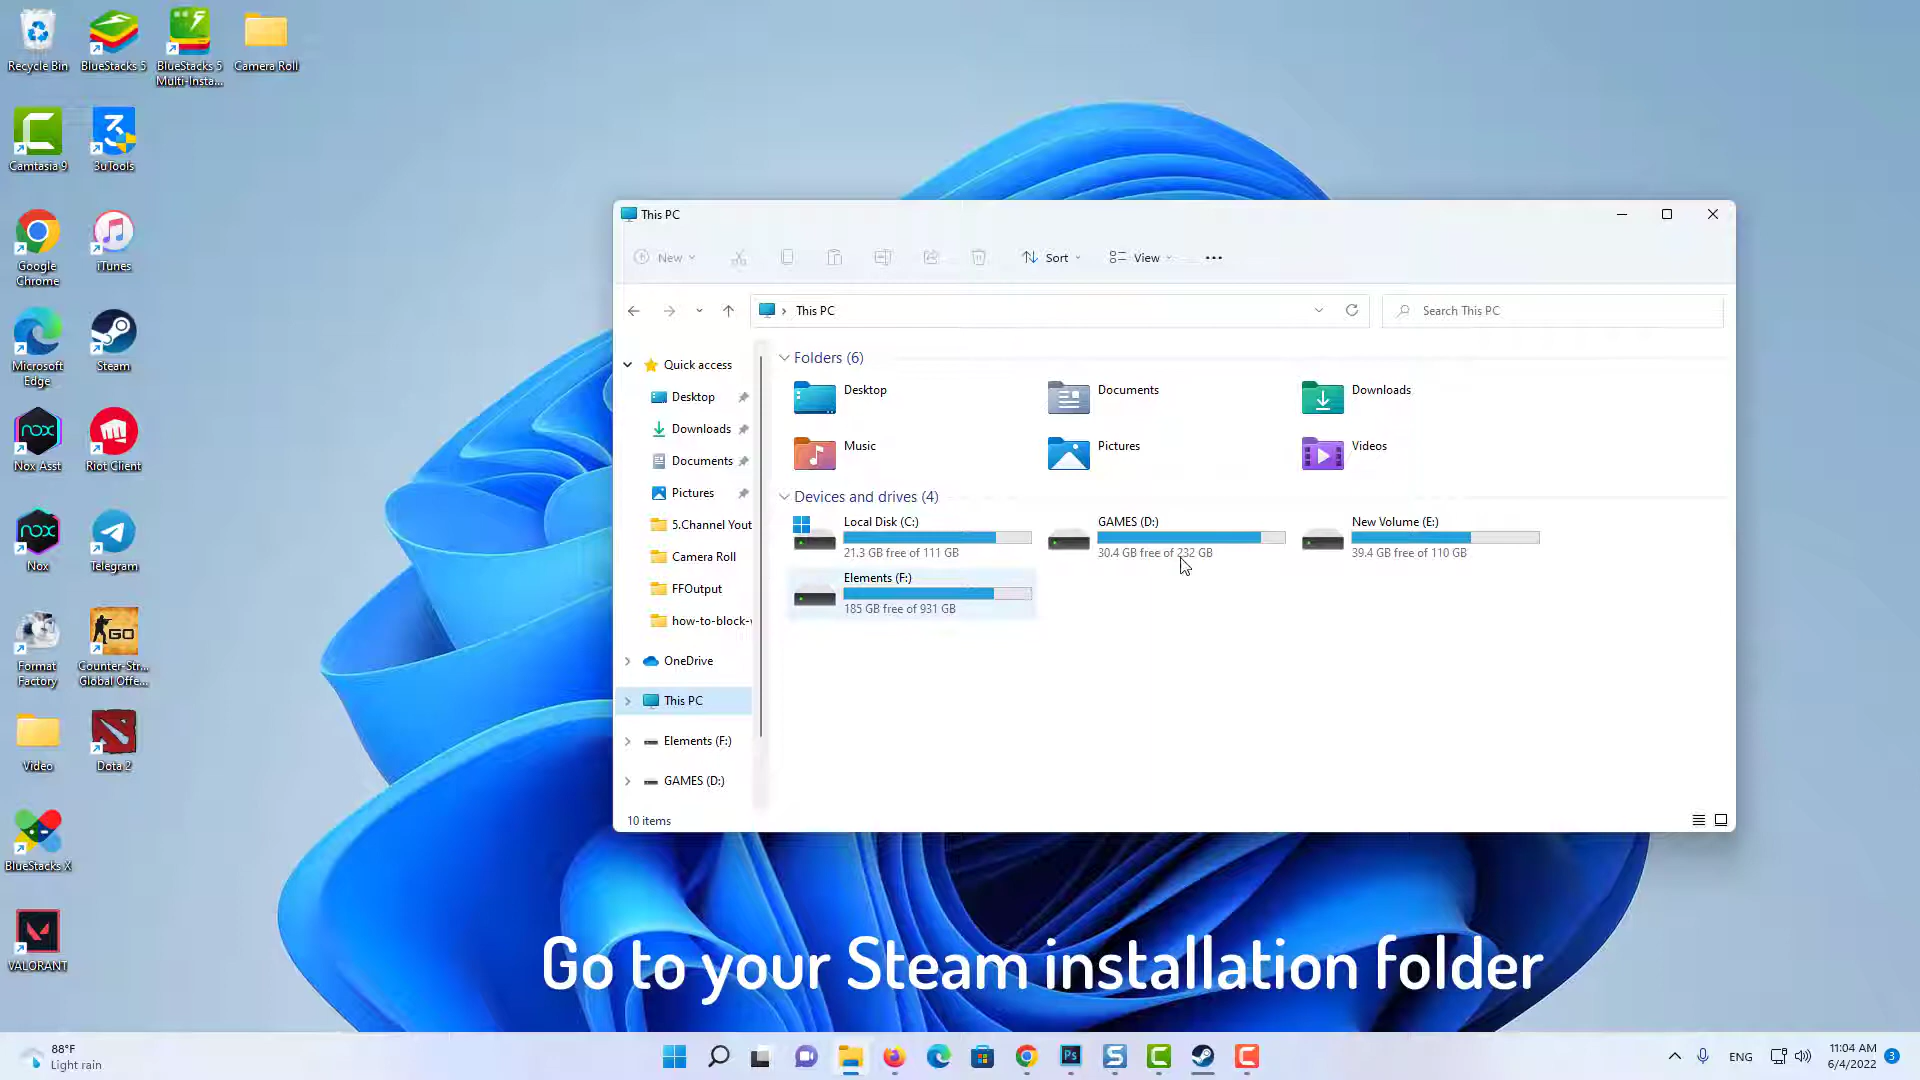 Recycle Bin
BlueStacks 5
BlueStacks 5
Multi-Insta...
Camera Roll
Camtasia 9
3uTools
Google
Chrome
iTunes
Microsoft
Edge
Steam
nox
Nox Asst
Riot Client
nox
Nox
Telegram
Format
Factory
GO
Counter-Str...
Global Offe...
Video
Dota 2
BlueStacks X
VALORANT
This PC
New
Sort
View
This PC
Search This PC
Quick access
Desktop
Downloads
Documents
Pictures
5.Channel Yout
Camera Roll
FFOutput
how-to-block-v
OneDrive
This PC
Elements (F:)
GAMES (D:)
Folders (6)
Desktop
Documents
Downloads
Music
Pictures
Videos
Devices and drives (4)
Local Disk (C:)
21.3 GB free of 111 GB
GAMES (D:)
30.4 GB free of 232 GB
New Volume (E:)
39.4 GB free of 110 GB
Elements (F:)
185 GB free of 931 GB
10 items
Go to your Steam installation folder
88°F
Light rain
Ps
S
ENG
11:04 AM
6/4/2022
3